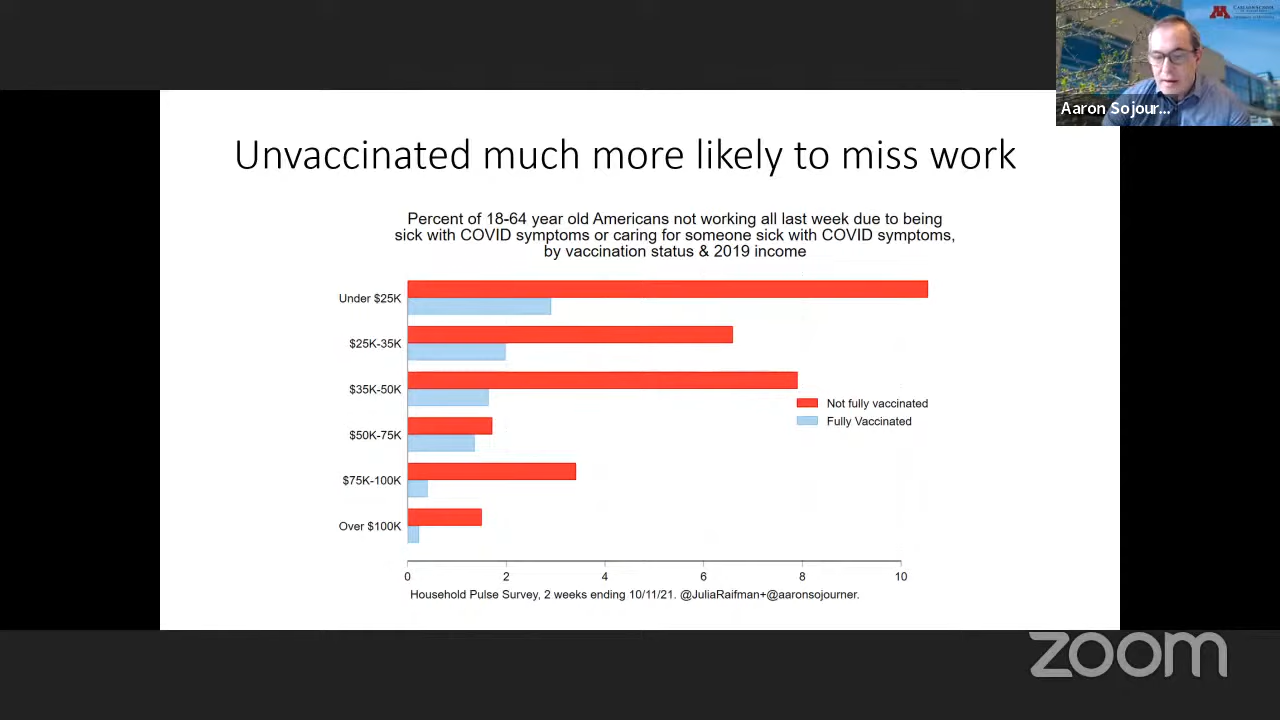 Aaron Sojour...
Unvaccinated much more likely to miss work
Percent of 18-64 year old Americans not working all last week due to being
sick with COVID symptoms or caring for someone sick with COVID symptoms,
by vaccination status & 2019 income
Under $25K
$25K-35K
$35K-50K
$50K-75K
$75K-100K
Over $100K
Not fully vaccinated
Fully Vaccinated
0 2 4 6 8 10
Household Pulse Survey, 2 weeks ending 10/11/21. @JuliaRaifman+@aaronsojourner.
zoom